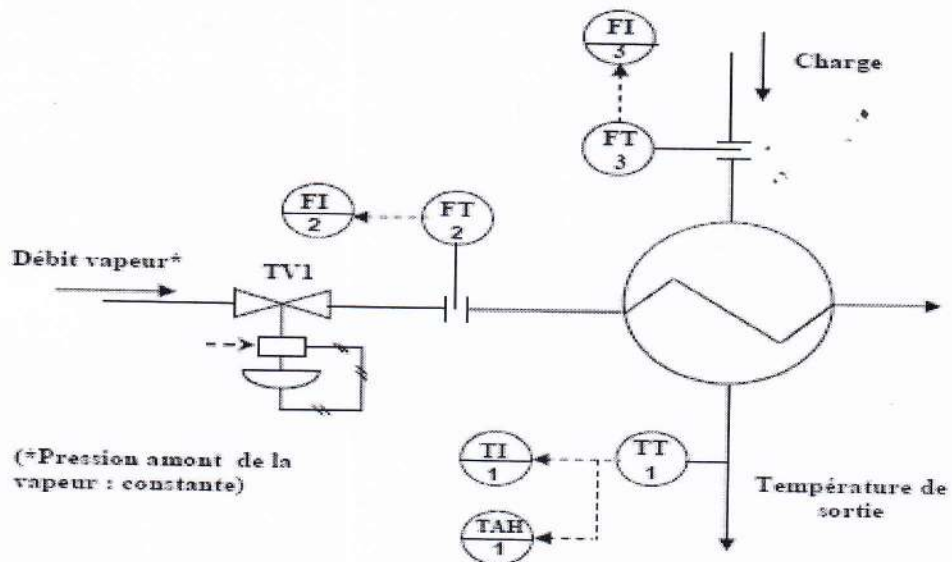 FI
3
Charge
FT
3
FI
2
FT
2
Débit vapeur*
TV1
(*Pression amont de la
vapeur : constante)
TI
1
TT
1
TAH
1
Température de
sortie